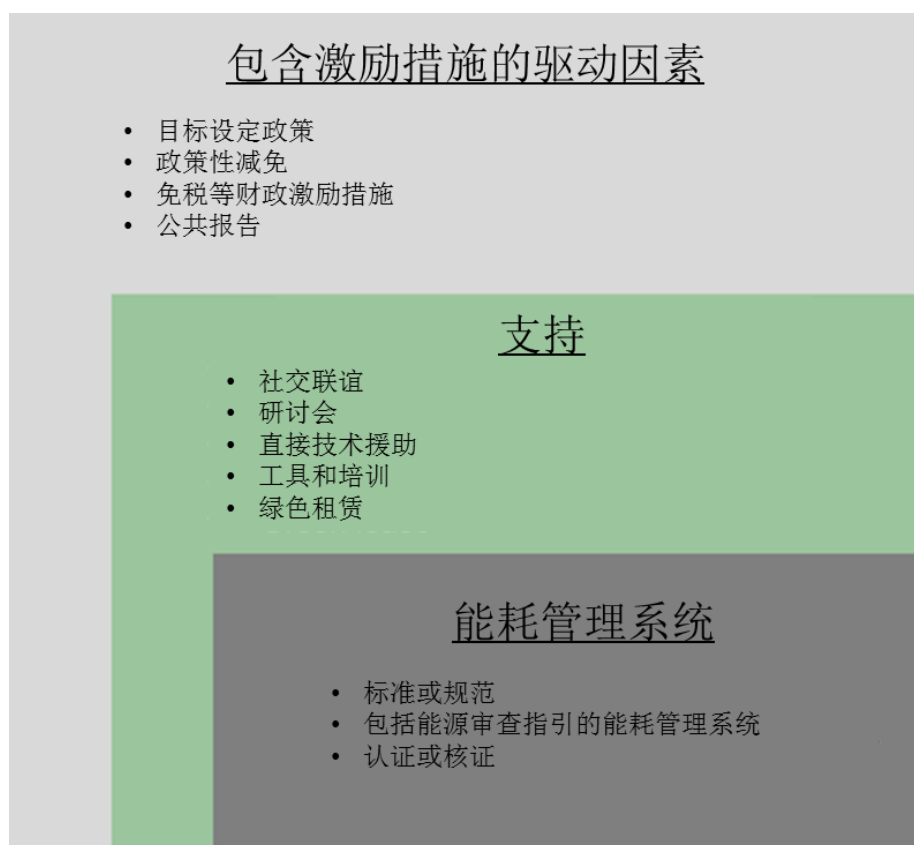 包含激励措施的驱动因素
• 目标设定政策
• 政策性减免
• 免税等财政激励措施
• 公共报告
支持
• 社交联谊
• 研讨会
• 直接技术援助
• 工具和培训
• 绿色租赁
能耗管理系统
• 标准或规范
• 包括能源审查指引的能耗管理系统
• 认证或核证